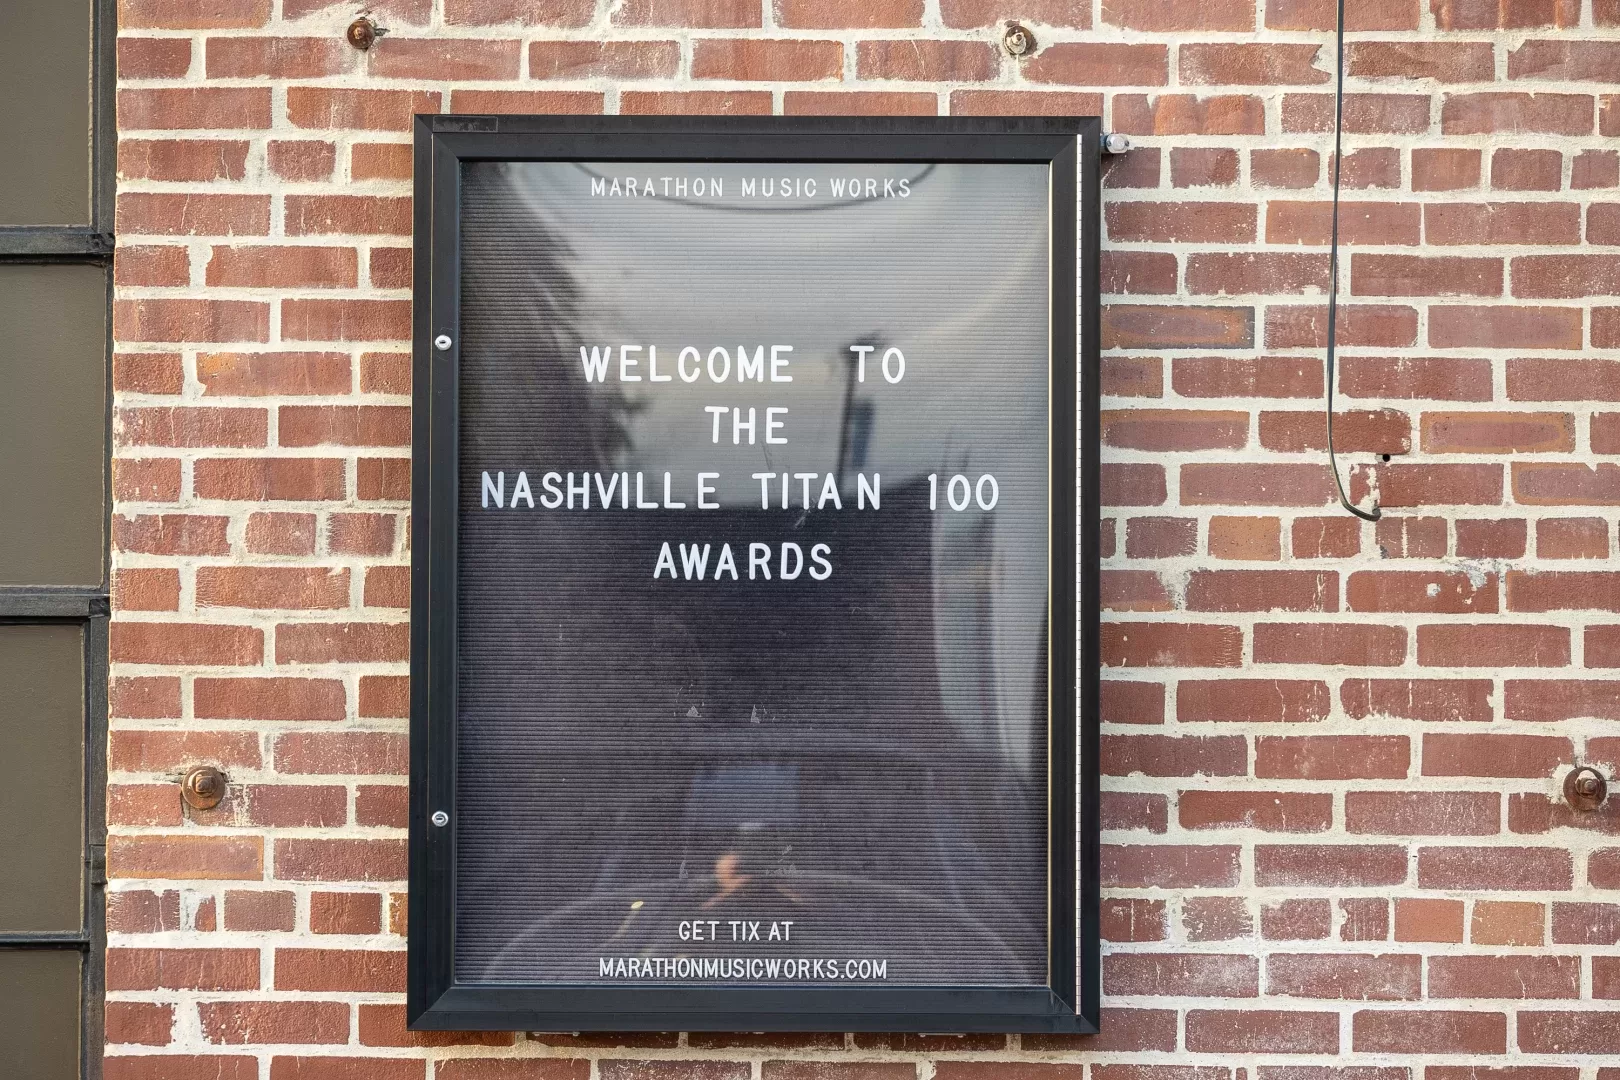 MARATHON MUSIC WORKS
WELCOME TO
THE
NASHVILLE TITAN 100
AWARDS
GET TIX AT
MARATHONMUSICWORKS.COM